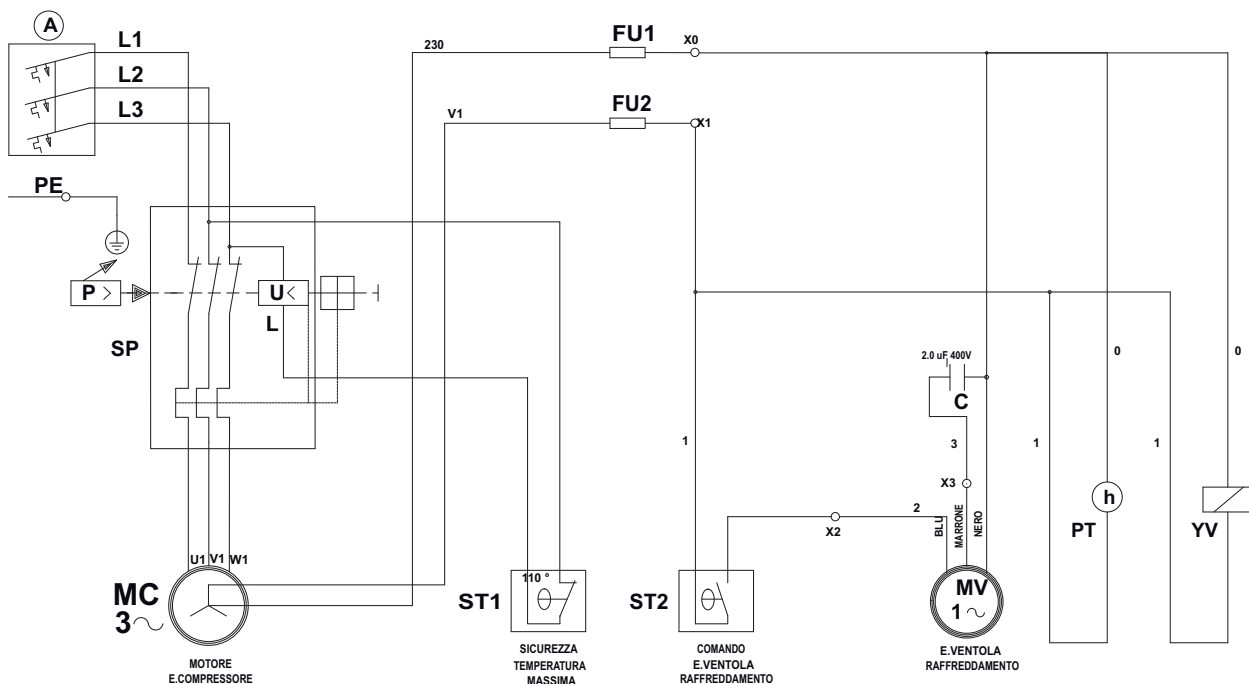 A
L1
L2
L3
PE
230
FU1
X0
V1
FU2
X1
P >
U<
L
SP
0
0
2.0 uF 400V
C
1
3
1
1
X3
2
X2
BLU
MARRONE
NERO
h
PT
YV
U1 V1 W1
MC
3
110 °
ST1
ST2
MV
1
MOTORE
E.COMPRESSORE
SICUREZZA
TEMPERATURA
MASSIMA
COMANDO
E.VENTOLA
RAFFREDDAMENTO
E.VENTOLA
RAFFREDDAMENTO